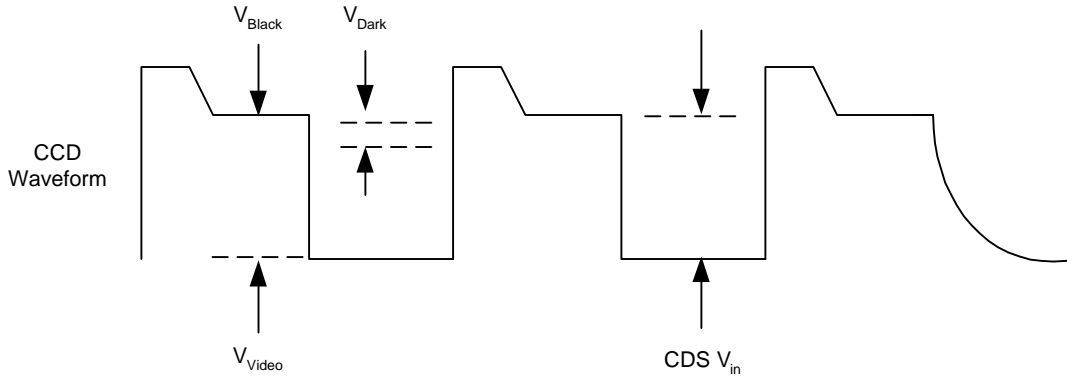 V_Black
V_Dark
CCD
Waveform
V_Video
CDS V_in